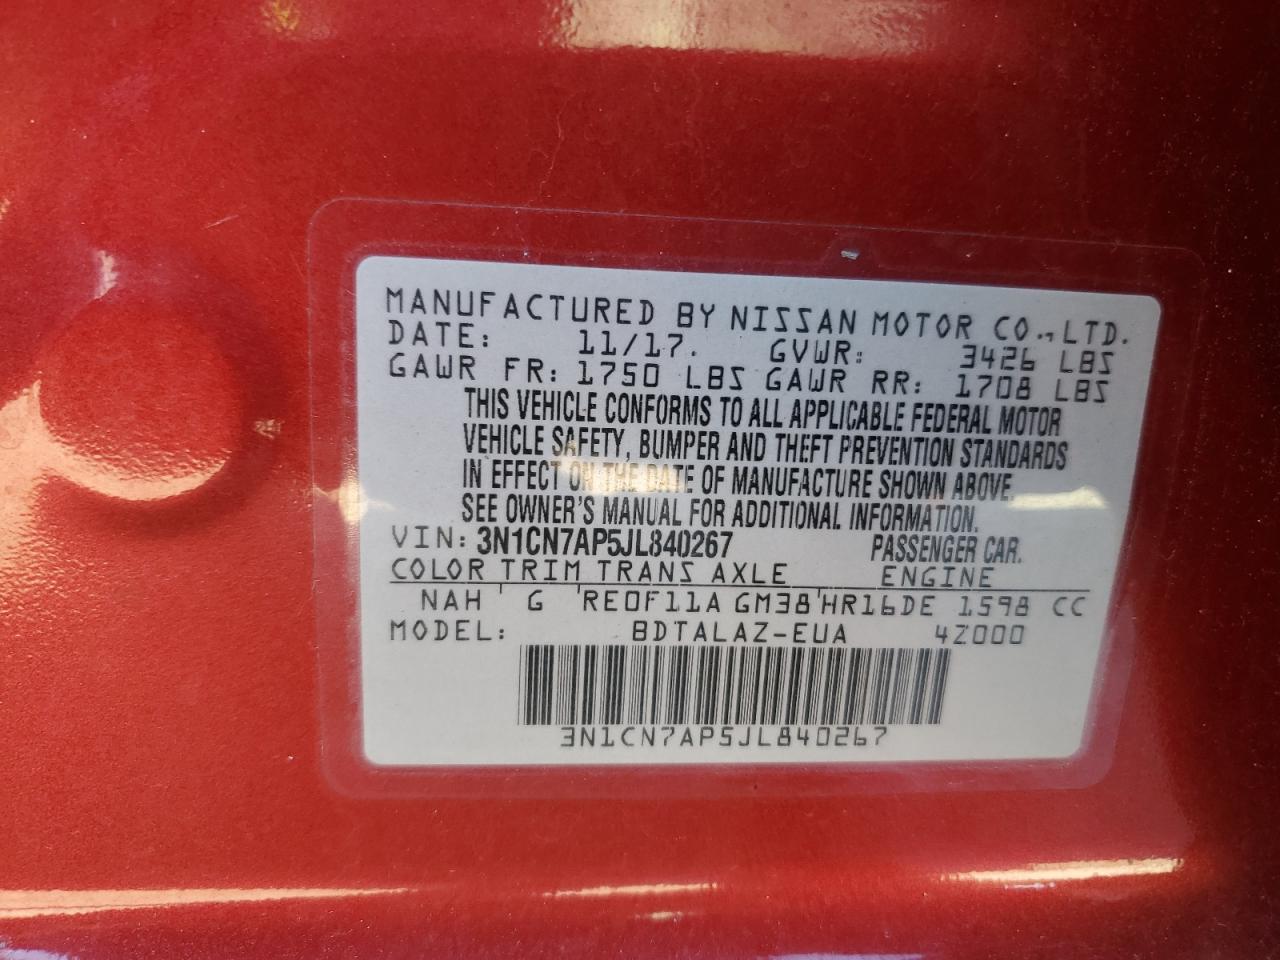 MANUFACTURED BY NISSAN MOTOR CO., LTD.
DATE: 11/17. GVWR: 3426 LBS
GAWR FR: 1750 LBS GAWR RR: 1708 LBS
THIS VEHICLE CONFORMS TO ALL APPLICABLE FEDERAL MOTOR
VEHICLE SAFETY, BUMPER AND THEFT PREVENTION STANDARDS
IN EFFECT ON THE DATE OF MANUFACTURE SHOWN ABOVE.
SEE OWNER'S MANUAL FOR ADDITIONAL INFORMATION.
VIN: 3N1CN7AP5JL840267 PASSENGER CAR.
COLOR TRIM TRANS AXLE ENGINE
NAH G RE0F11A GM38 HR16DE 1598 CC
MODEL: BDTALAZ-EUA 4Z000
3N1CN7AP5JL840267